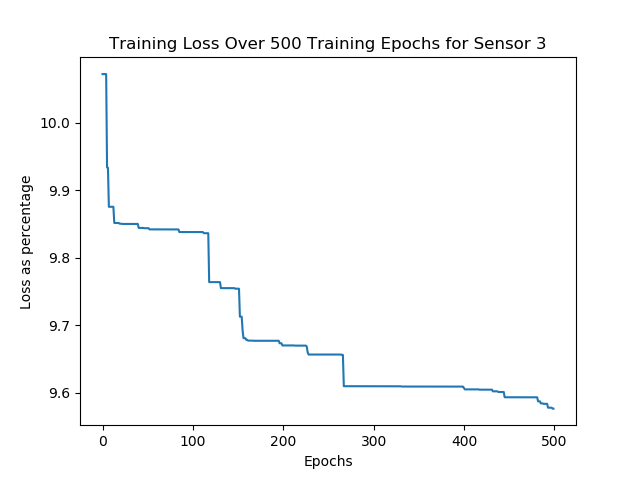 Training Loss Over 500 Training Epochs for Sensor 3
Loss as percentage
10.0
9.9
9.8
9.7
9.6
0 100 200 300 400 500
Epochs